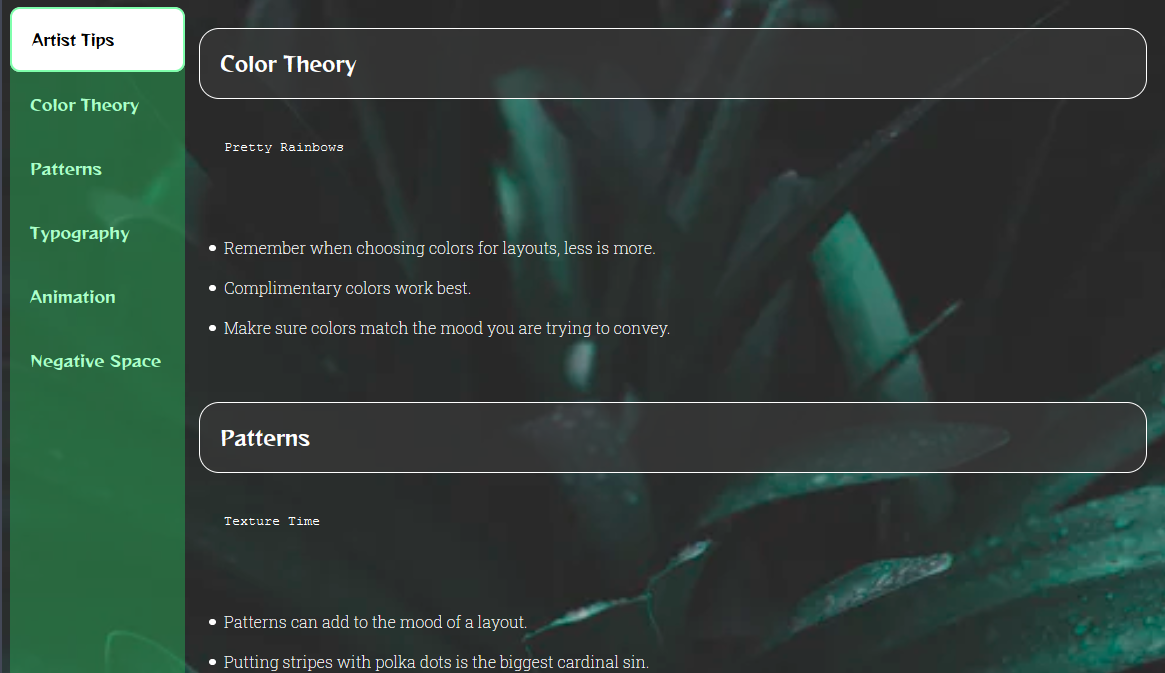 Artist Tips
Color Theory
Patterns
Typography
Animation
Negative Space
Color Theory
Pretty Rainbows
Remember when choosing colors for layouts, less is more.
Complimentary colors work best.
Makre sure colors match the mood you are trying to convey.
Patterns
Texture Time
Patterns can add to the mood of a layout.
Putting stripes with polka dots is the biggest cardinal sin.